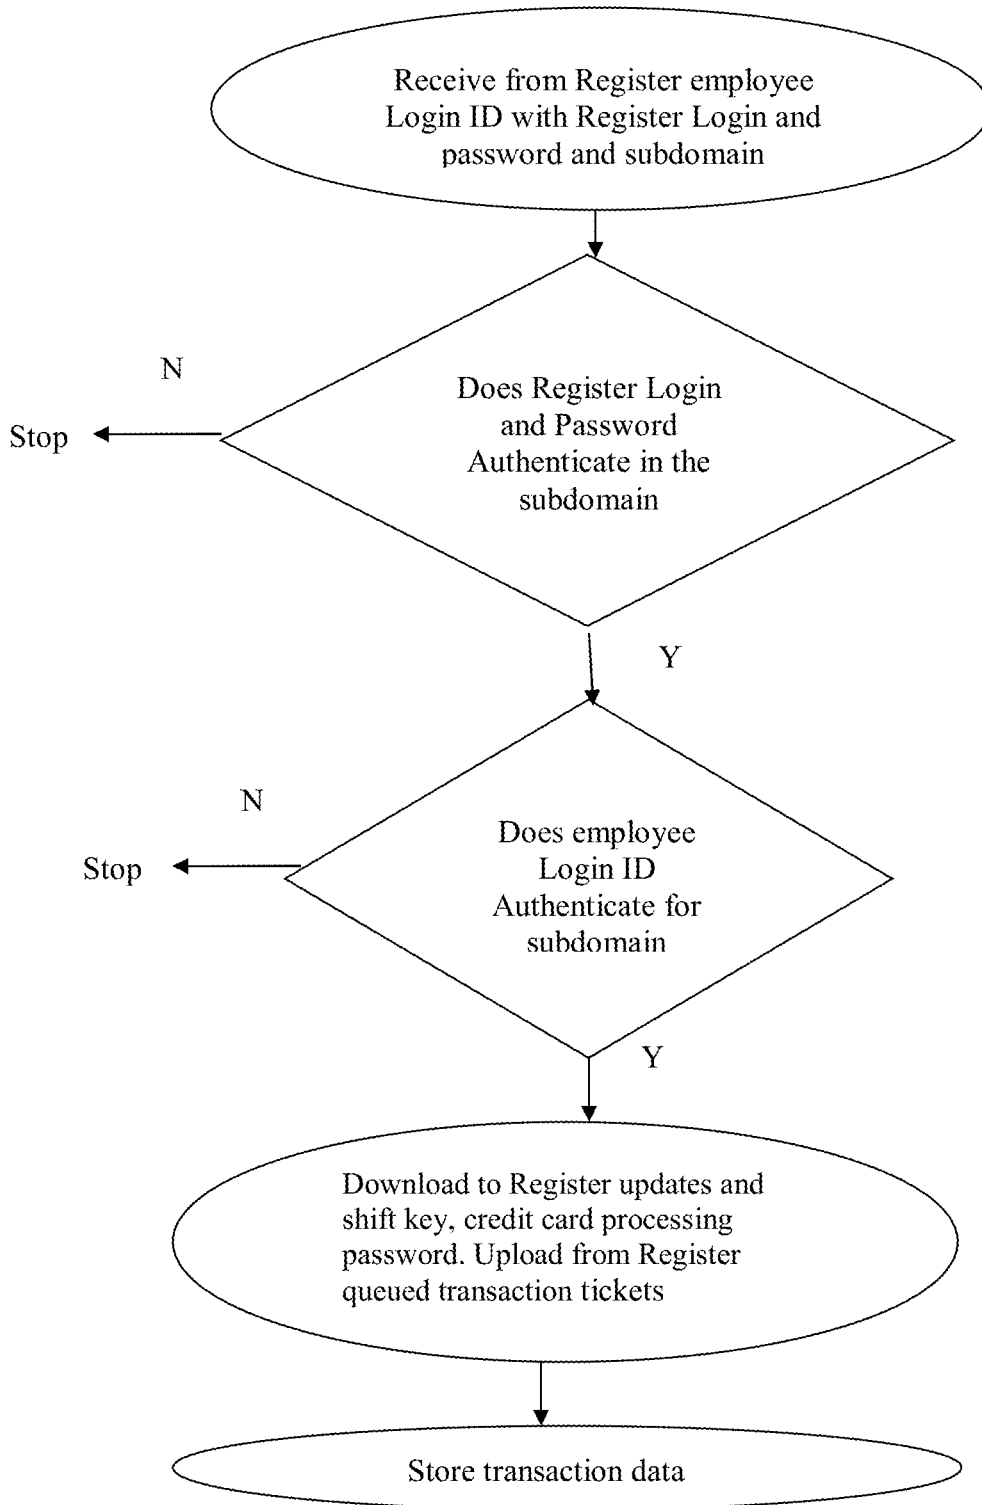 Receive from Register employee
Login ID with Register Login and
password and subdomain
N
Does Register Login
and Password
Authenticate in the
subdomain
Stop
Y
N
Does employee
Login ID
Authenticate for
subdomain
Stop
Y
Download to Register updates and
shift key, credit card processing
password. Upload from Register
queued transaction tickets
Store transaction data